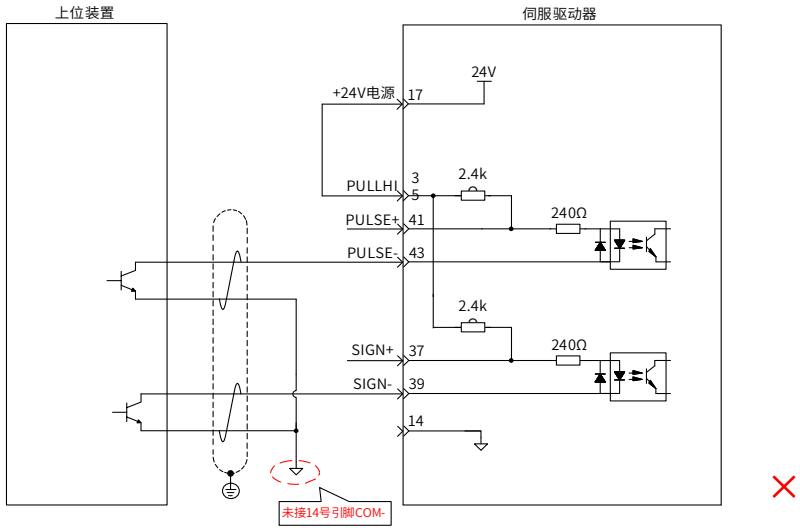 上位装置
伺服驱动器
24V
+24V电源
17
2.4k
3
PULLHI
5
240Ω
PULSE+
41
PULSE-
43
2.4k
240Ω
SIGN+
37
SIGN-
39
14
未接14号引脚COM-